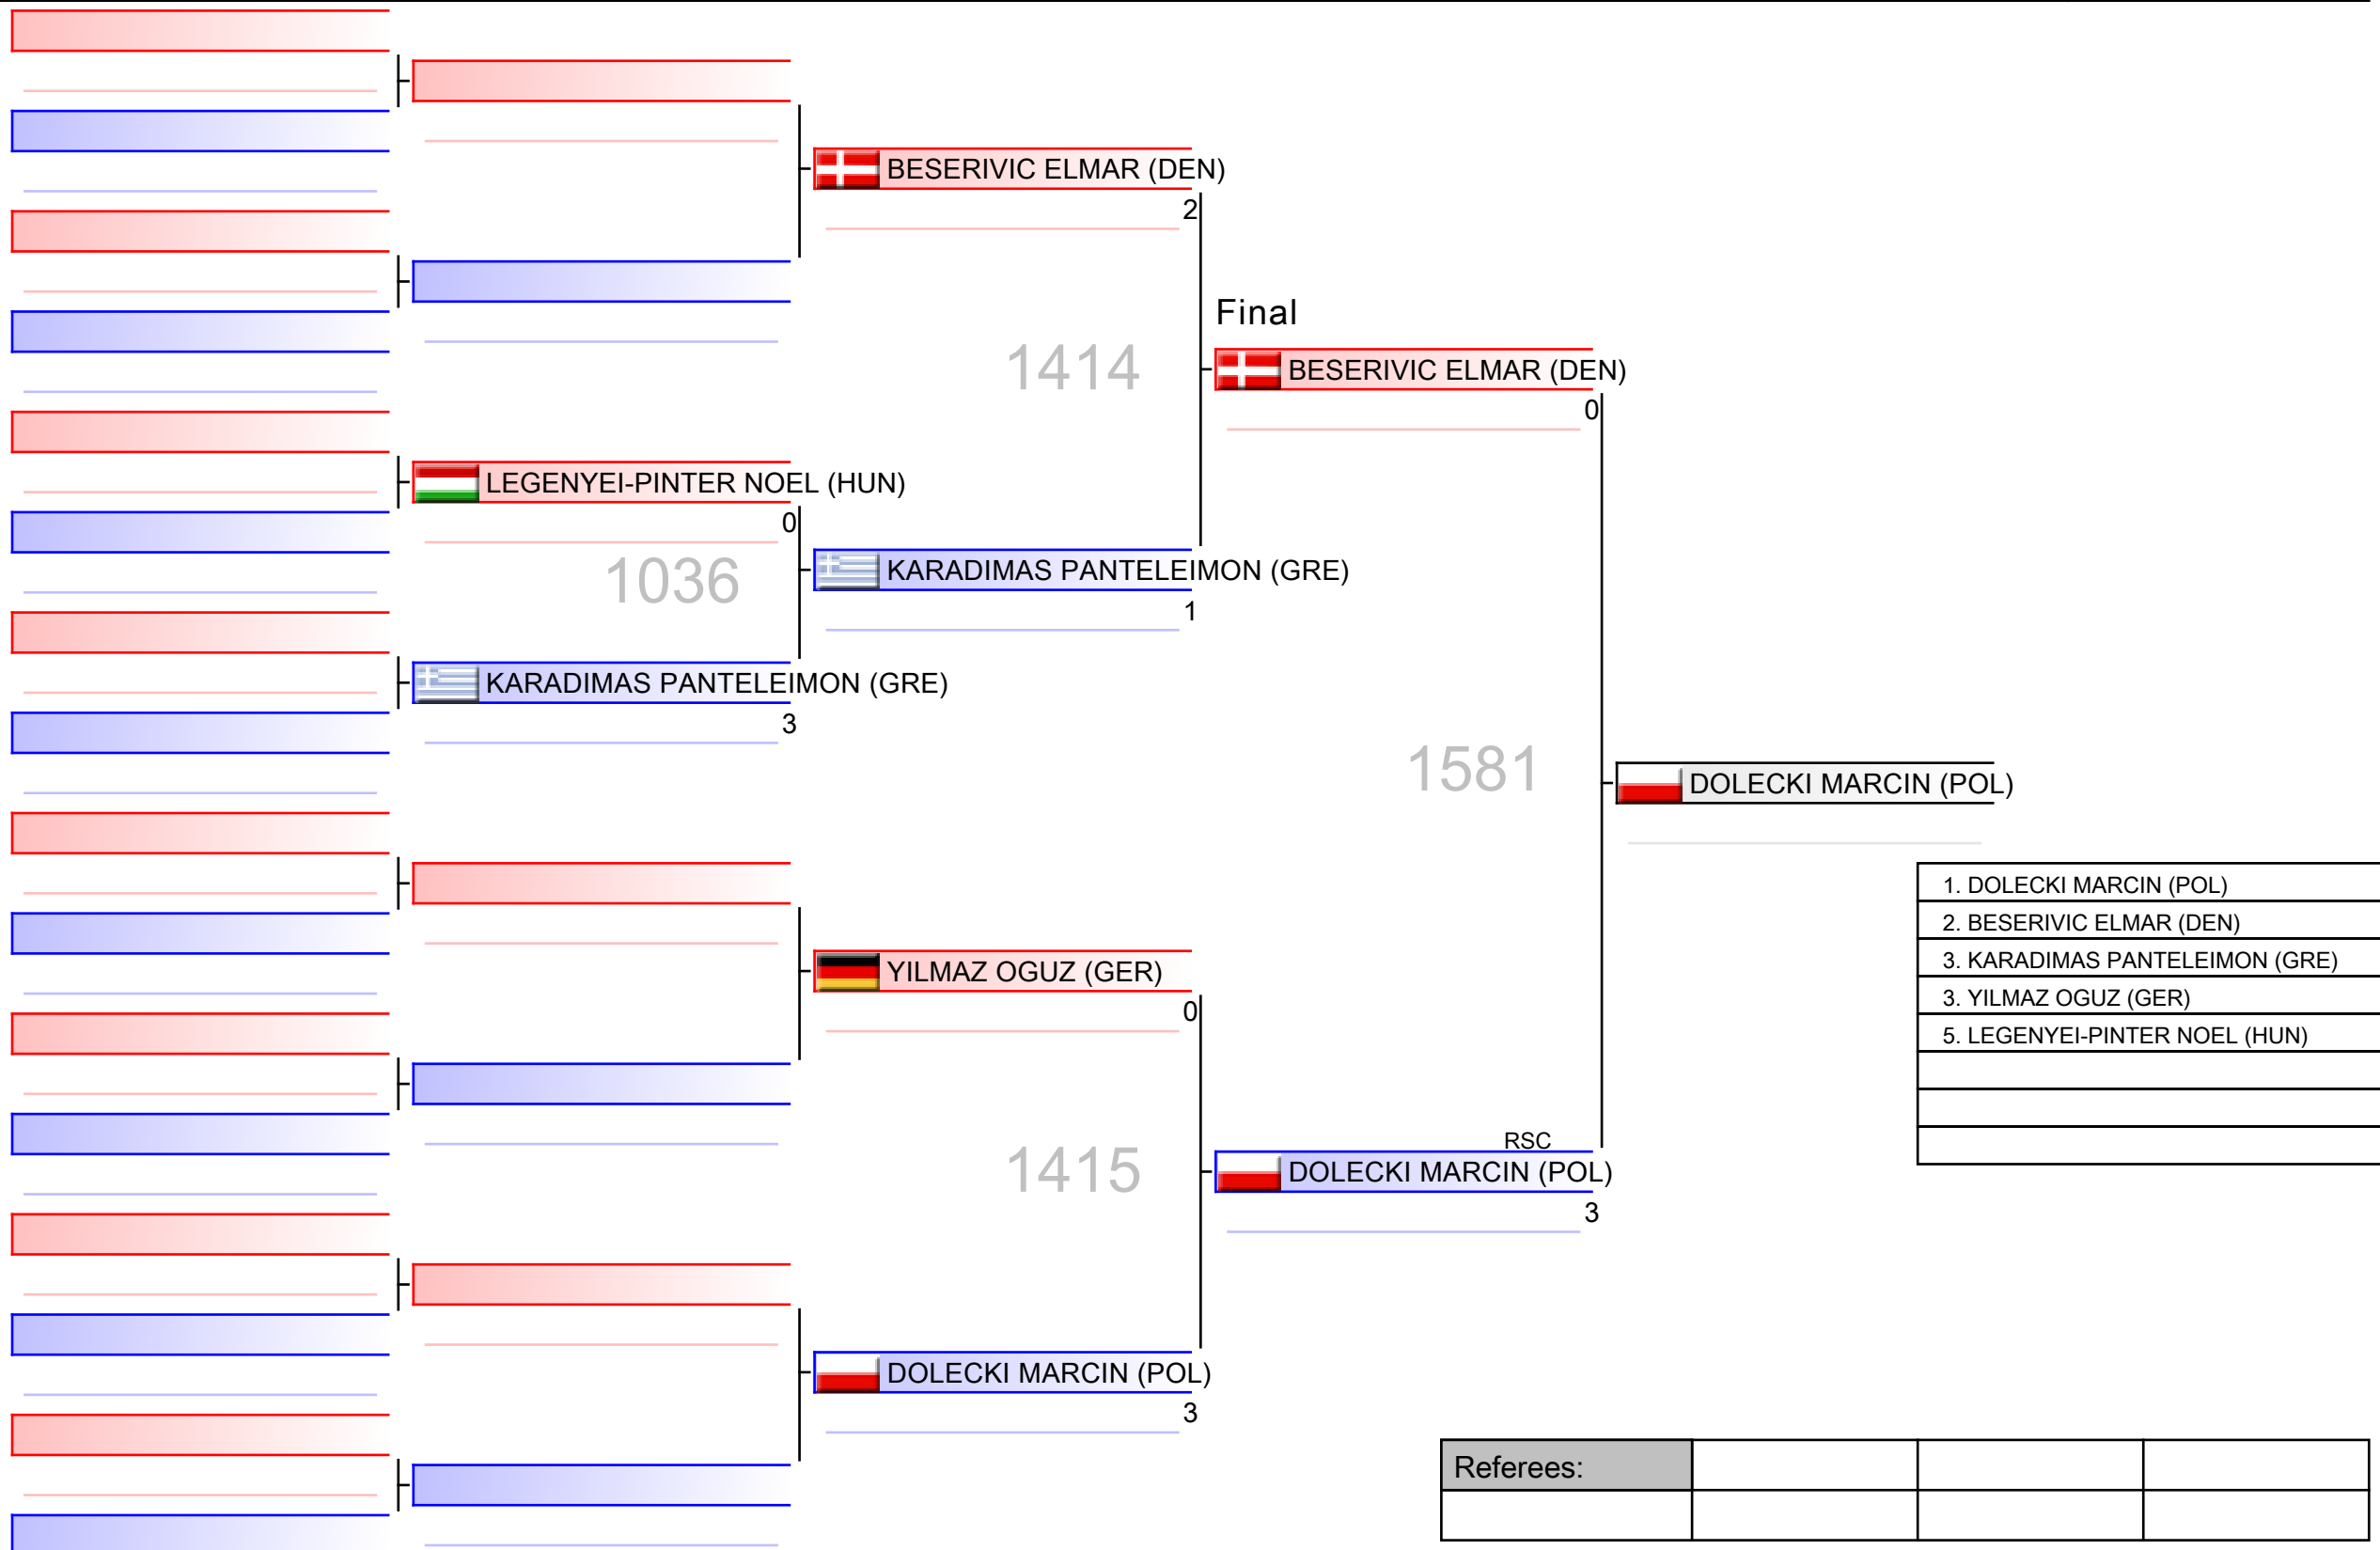 BESERIVIC ELMAR (DEN)
2
Final
1414
BESERIVIC ELMAR (DEN)
0
LEGENYEI-PINTER NOEL (HUN)
0
1036
KARADIMAS PANTELEIMON (GRE)
1
KARADIMAS PANTELEIMON (GRE)
3
1581
DOLECKI MARCIN (POL)
1. DOLECKI MARCIN (POL)
2. BESERIVIC ELMAR (DEN)
3. KARADIMAS PANTELEIMON (GRE)
3. YILMAZ OGUZ (GER)
5. LEGENYEI-PINTER NOEL (HUN)
YILMAZ OGUZ (GER)
0
1415
RSC
DOLECKI MARCIN (POL)
3
DOLECKI MARCIN (POL)
3
Referees: